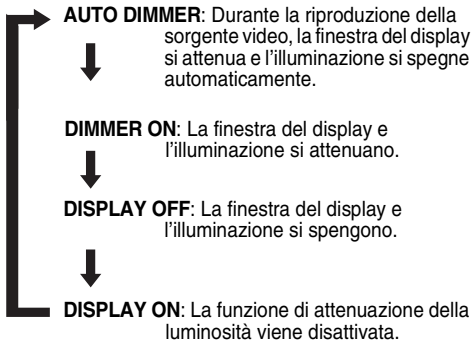 AUTO DIMMER: Durante la riproduzione della
sorgente video, la finestra del display
si attenua e l'illuminazione si spegne
automaticamente.
DIMMER ON: La finestra del display e
l'illuminazione si attenuano.
DISPLAY OFF: La finestra del display e
l'illuminazione si spengono.
DISPLAY ON: La funzione di attenuazione della
luminosità viene disattivata.